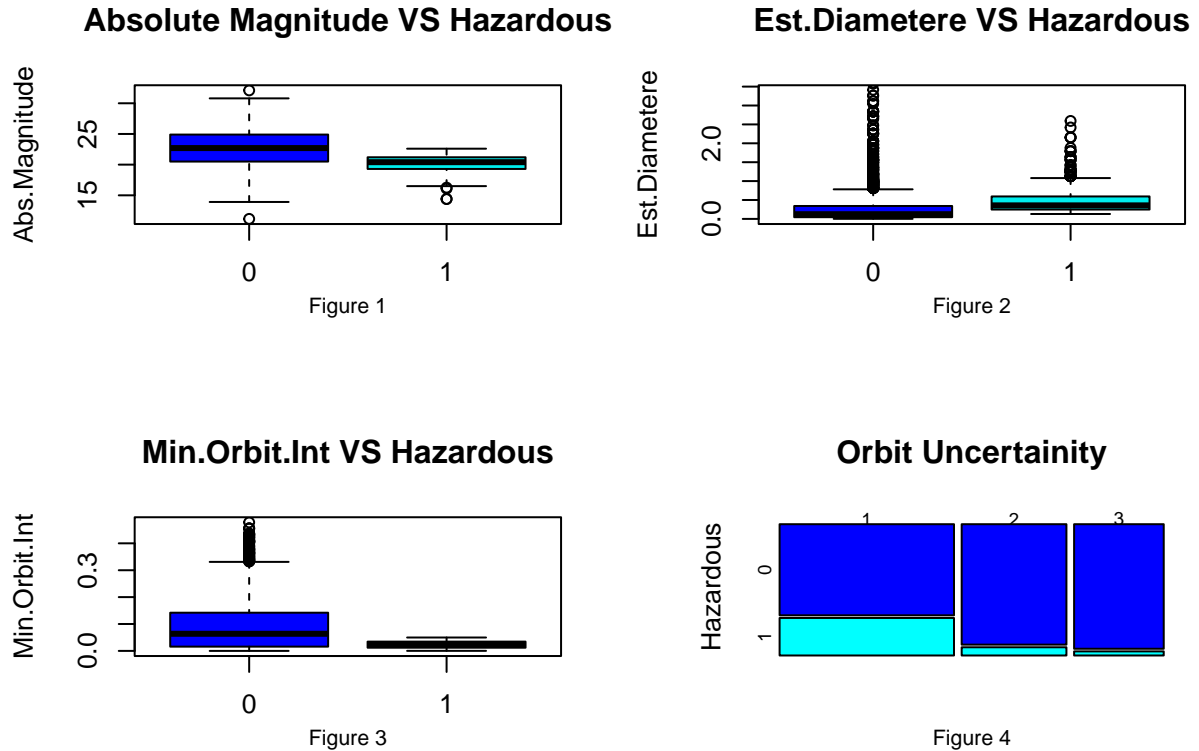 Absolute Magnitude VS Hazardous
Abs.Magnitude
25
15
0 1
Figure 1
Est.Diametere VS Hazardous
Est.Diametere
2.0
0.0
0 1
Figure 2
Min.Orbit.Int VS Hazardous
Min.Orbit.Int
0.3
0.0
0 1
Figure 3
Orbit Uncertainity
1 2 3
Hazardous
0
1
Figure 4